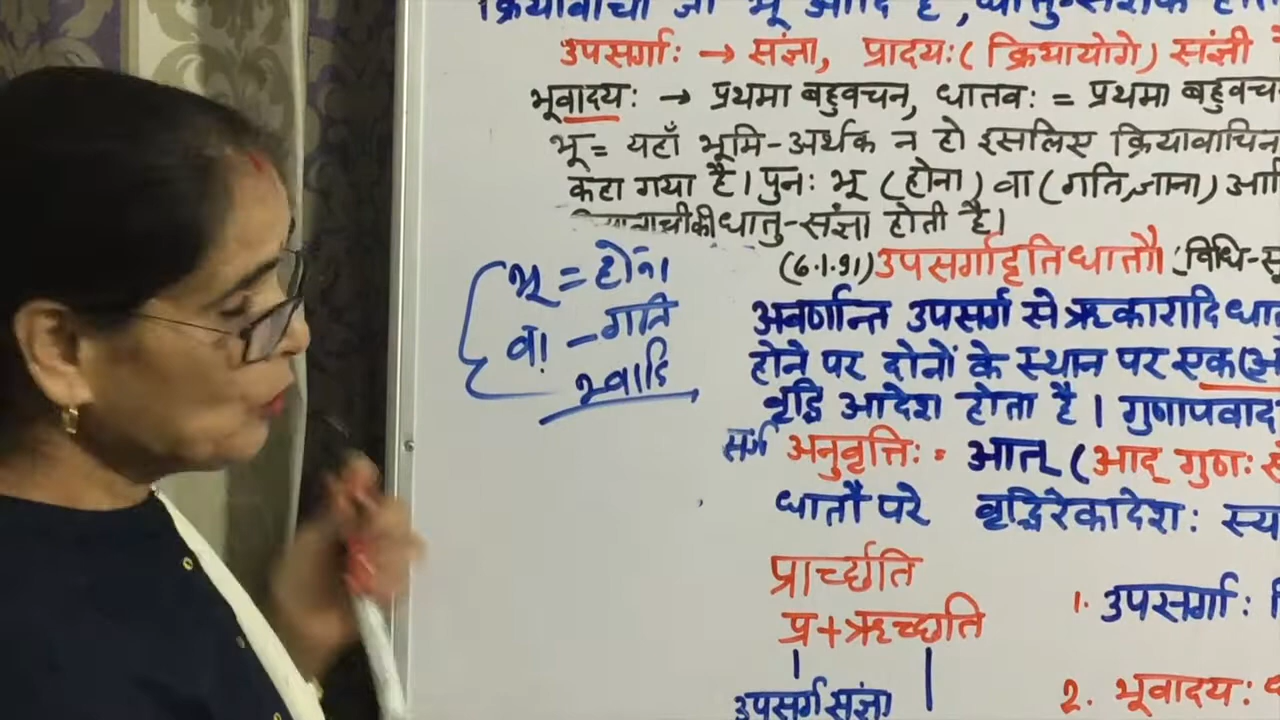 क्रियावाची जो भू आदि है, धातु-संज्ञक
उपसर्गाः → संज्ञा, प्रादयः ( क्रियायोगे) संज्ञी
भूवादयः → प्रथमा बहुवचन, धातवः = प्रथमा बहुवच
भू = यहाँ भूमि-अर्थक न हो इसलिए क्रियावाचिन
कहा गया है। पुनः भू (होना) वा (गति, जाना) आ
की धातु-संज्ञा होती है।
भू = होना
वा - गति
भ्वादि
(6.1.91) उपसर्गादृति धातौ। विधि-सू
अवर्णान्त उपसर्ग से ऋकारादि धा
होने पर दोनों के स्थान पर एक
वृद्धि आदेश होता है। गुणापवाद
अनुवृत्तिः = आत् (आद् गुणः
धातौ परे वृद्धिरेकादेशः स्य
प्रार्च्छति
प्र + ऋच्छति
उपसर्ग संज्ञा
1. उपसर्गाः
2. भूवादयः